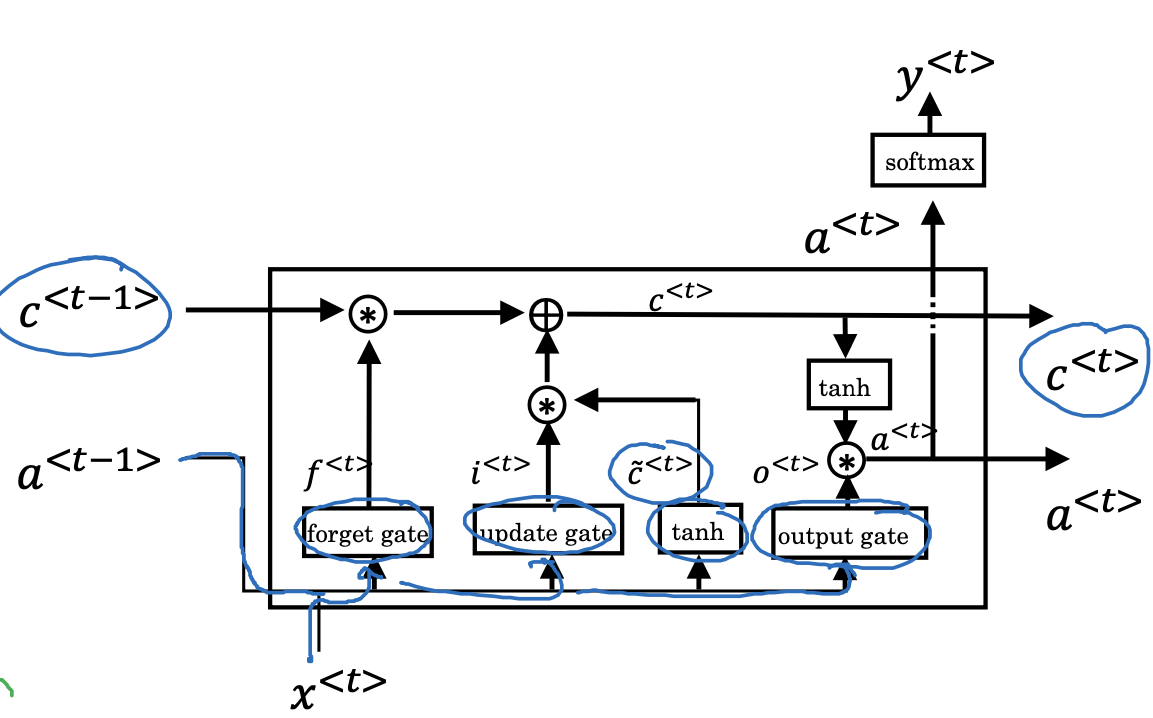 y<t>
softmax
a<t>
c<t-1>
c<t>
tanh
c<t>
a<t>
a<t-1>
f<t>
i<t>
c̃<t>
o<t>
a<t>
forget gate
update gate
tanh
output gate
x<t>